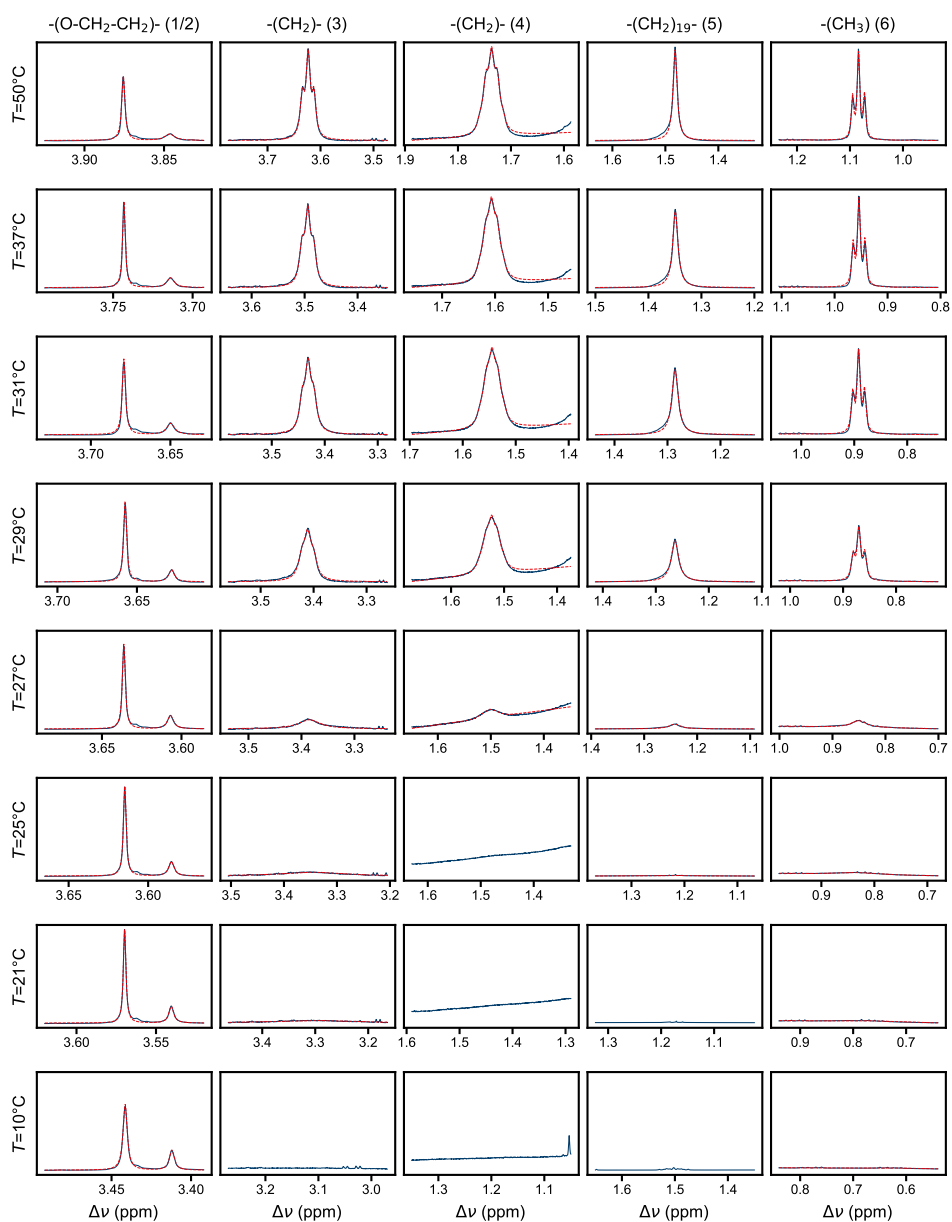 -(O-CH₂-CH₂)- (1/2) -(CH₂)- (3) -(CH₂)- (4) -(CH₂)₁₉- (5) -(CH₃) (6)
T=50°C
3.90 3.85 3.7 3.6 3.5 1.9 1.8 1.7 1.6 1.6 1.5 1.4 1.2 1.1 1.0
T=37°C
3.75 3.70 3.6 3.5 3.4 1.7 1.6 1.5 1.5 1.4 1.3 1.2 1.1 1.0 0.9 0.8
T=31°C
3.70 3.65 3.5 3.4 3.3 1.7 1.6 1.5 1.4 1.4 1.3 1.2 1.0 0.9 0.8
T=29°C
3.70 3.65 3.5 3.4 3.3 1.6 1.5 1.4 1.4 1.3 1.2 1.1 1.0 0.9 0.8
T=27°C
3.65 3.60 3.5 3.4 3.3 1.6 1.5 1.4 1.4 1.3 1.2 1.1 1.0 0.9 0.8 0.7
T=25°C
3.65 3.60 3.5 3.4 3.3 3.2 1.6 1.5 1.4 1.3 1.2 1.1 0.9 0.8 0.7
T=21°C
3.60 3.55 3.4 3.3 3.2 1.6 1.5 1.4 1.3 1.3 1.2 1.1 0.9 0.8 0.7
T=10°C
3.45 3.40 3.2 3.1 3.0 1.3 1.2 1.1 1.6 1.5 1.4 0.8 0.7 0.6
Δν (ppm) Δν (ppm) Δν (ppm) Δν (ppm) Δν (ppm)